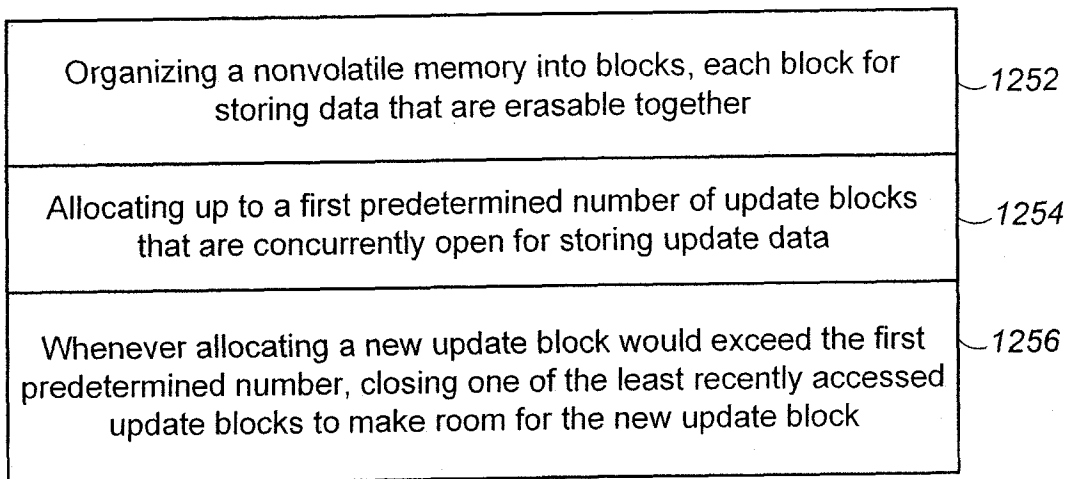 Organizing a nonvolatile memory into blocks, each block for
storing data that are erasable together
1252
Allocating up to a first predetermined number of update blocks
that are concurrently open for storing update data
1254
Whenever allocating a new update block would exceed the first
predetermined number, closing one of the least recently accessed
update blocks to make room for the new update block
1256